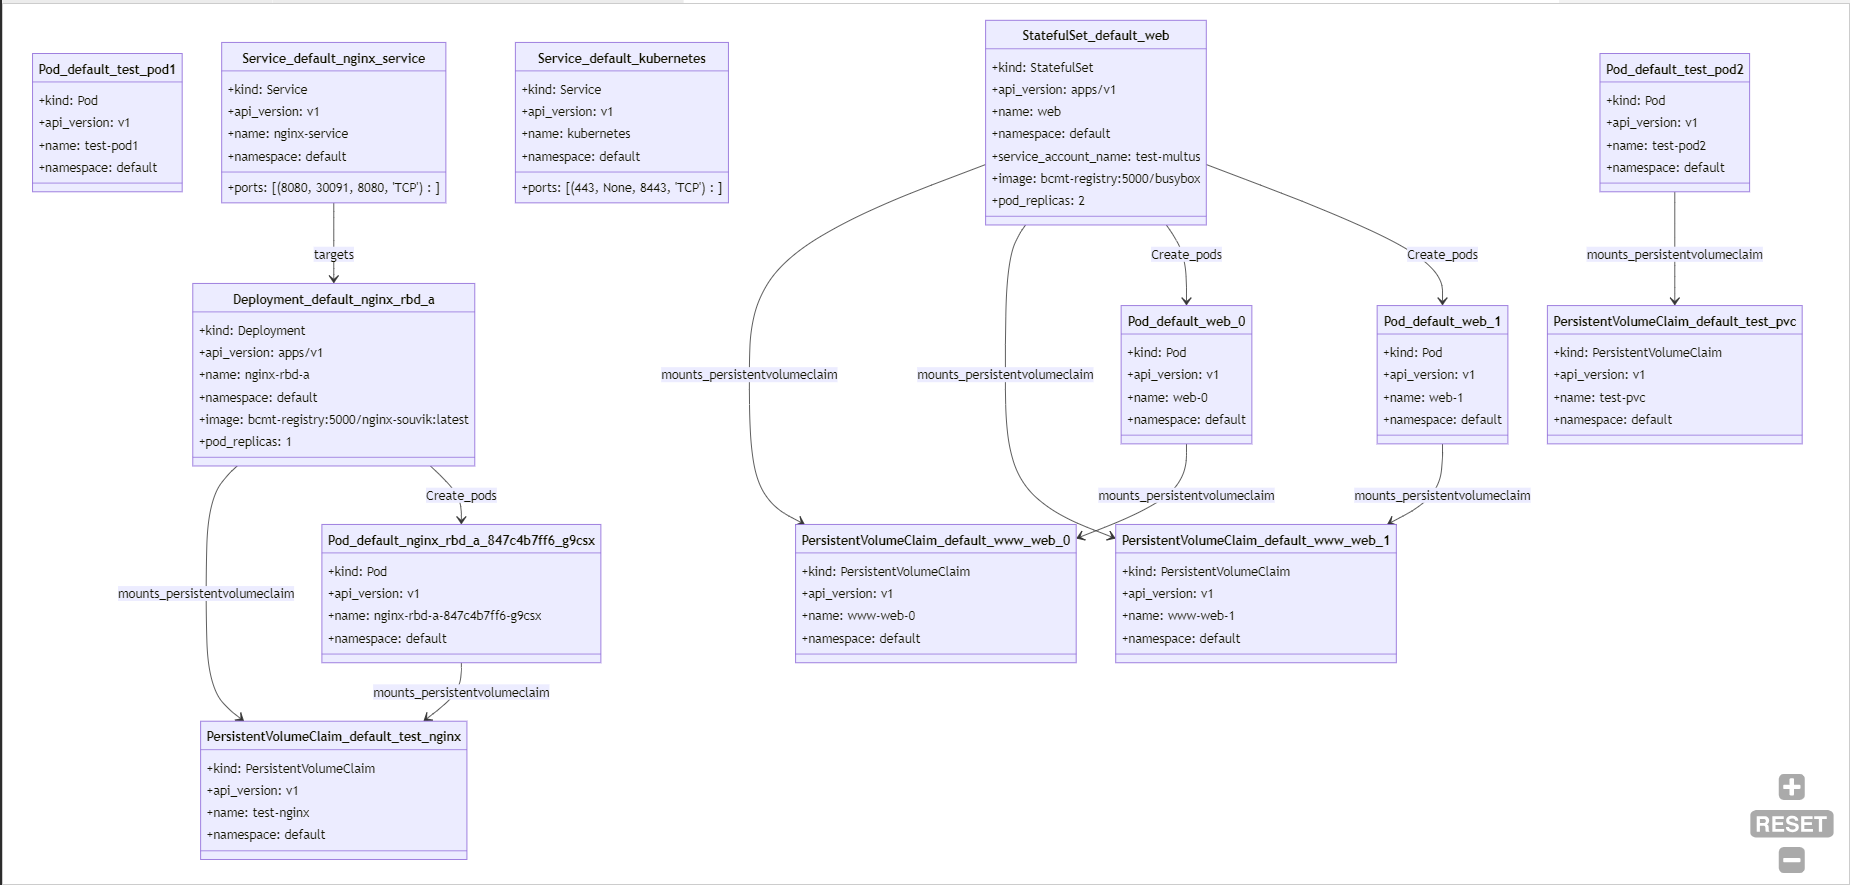 Pod_default_test_pod1
+kind: Pod
+api_version: v1
+name: test-pod1
+namespace: default
Service_default_nginx_service
+kind: Service
+api_version: v1
+name: nginx-service
+namespace: default
+ports: [(8080, 30091, 8080, 'TCP') : ]
Service_default_kubernetes
+kind: Service
+api_version: v1
+name: kubernetes
+namespace: default
+ports: [(443, None, 8443, 'TCP') : ]
StatefulSet_default_web
+kind: StatefulSet
+api_version: apps/v1
+name: web
+namespace: default
+service_account_name: test-multus
+image: bcmt-registry:5000/busybox
+pod_replicas: 2
Pod_default_test_pod2
+kind: Pod
+api_version: v1
+name: test-pod2
+namespace: default
targets
Create_pods
Create_pods
mounts_persistentvolumeclaim
Deployment_default_nginx_rbd_a
+kind: Deployment
+api_version: apps/v1
+name: nginx-rbd-a
+namespace: default
+image: bcmt-registry:5000/nginx-souvik:latest
+pod_replicas: 1
mounts_persistentvolumeclaim
mounts_persistentvolumeclaim
Pod_default_web_0
+kind: Pod
+api_version: v1
+name: web-0
+namespace: default
Pod_default_web_1
+kind: Pod
+api_version: v1
+name: web-1
+namespace: default
PersistentVolumeClaim_default_test_pvc
+kind: PersistentVolumeClaim
+api_version: v1
+name: test-pvc
+namespace: default
Create_pods
mounts_persistentvolumeclaim
mounts_persistentvolumeclaim
mounts_persistentvolumeclaim
Pod_default_nginx_rbd_a_847c4b7ff6_g9csx
+kind: Pod
+api_version: v1
+name: nginx-rbd-a-847c4b7ff6-g9csx
+namespace: default
PersistentVolumeClaim_default_www_web_0
+kind: PersistentVolumeClaim
+api_version: v1
+name: www-web-0
+namespace: default
PersistentVolumeClaim_default_www_web_1
+kind: PersistentVolumeClaim
+api_version: v1
+name: www-web-1
+namespace: default
mounts_persistentvolumeclaim
PersistentVolumeClaim_default_test_nginx
+kind: PersistentVolumeClaim
+api_version: v1
+name: test-nginx
+namespace: default
RESET